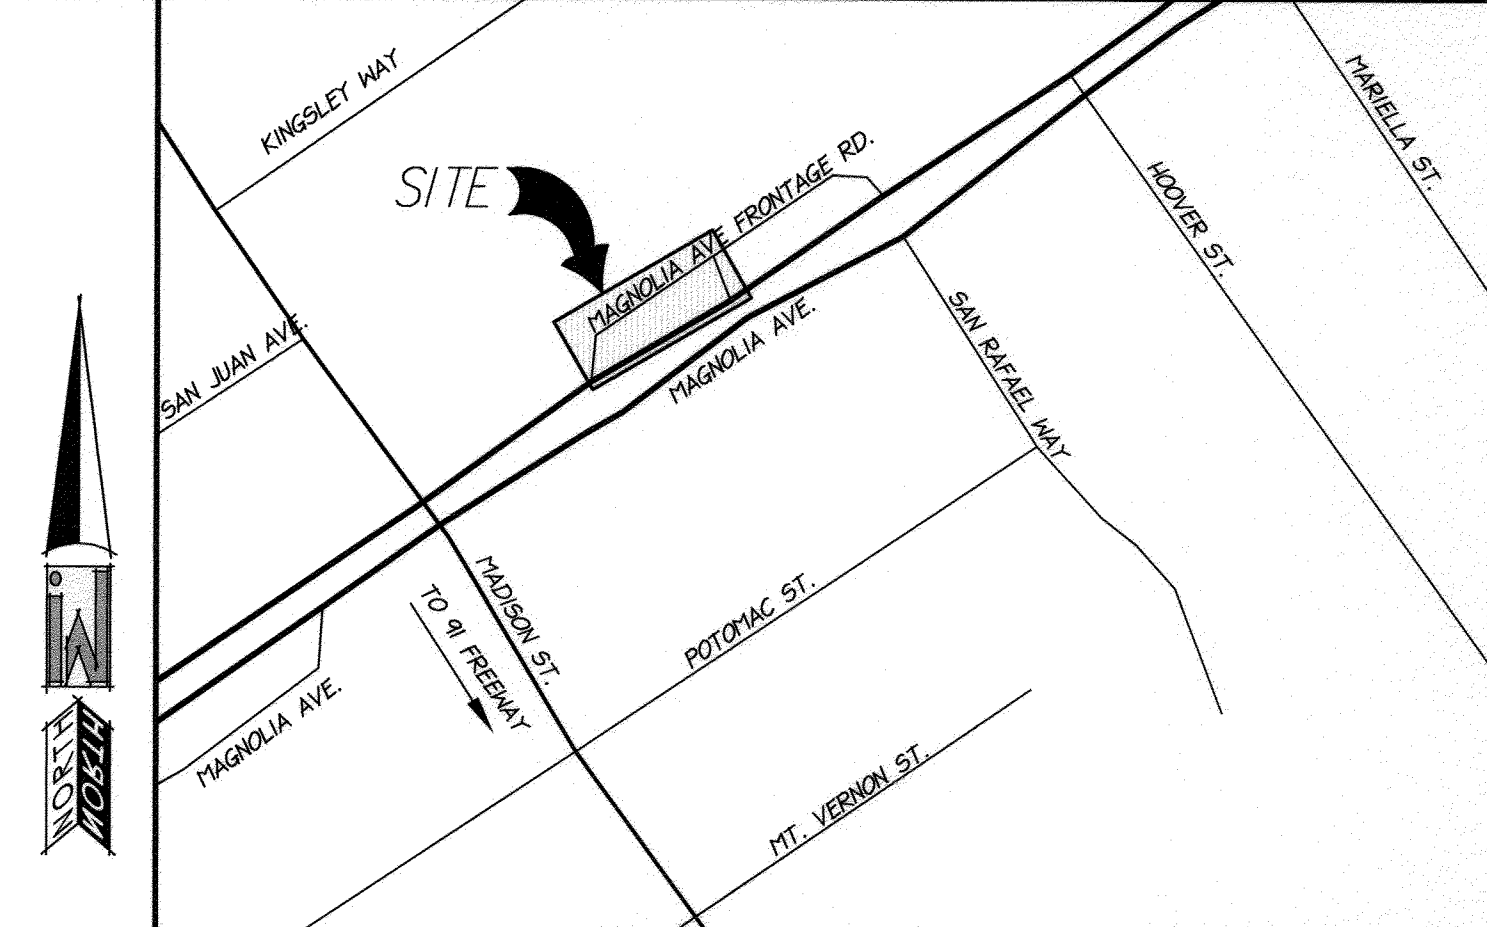 KINGSLEY WAY
MARIELLA ST.
SITE
MAGNOLIA AVE FRONTAGE RD.
HOOVER ST.
SAN JUAN AVE.
MAGNOLIA AVE.
SAN RAFAEL WAY
MADISON ST.
TO 91 FREEWAY
POTOMAC ST.
MAGNOLIA AVE.
MT. VERNON ST.
NORTH
NORTH